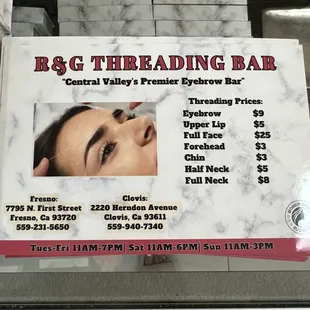 R&G THREADING BAR
"Central Valley's Premier Eyebrow Bar"
Threading Prices:
Eyebrow $9
Upper Lip $5
Full Face $25
Forehead $3
Chin $3
Half Neck $5
Full Neck $8
Fresno:
7795 N. First Street
Fresno, Ca 93720
559-231-5650
Clovis:
2220 Herndon Avenue
Clovis, Ca 93611
559-940-7340
Tues-Fri 11AM-7PM| Sat 11AM-6PM| Sun 11AM-3PM